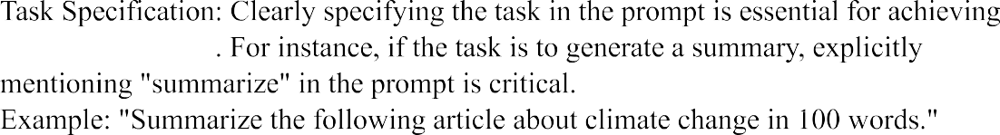 Task Specification: Clearly specifying the task in the prompt is essential for achieving
. For instance, if the task is to generate a summary, explicitly
mentioning "summarize" in the prompt is critical.
Example: "Summarize the following article about climate change in 100 words."